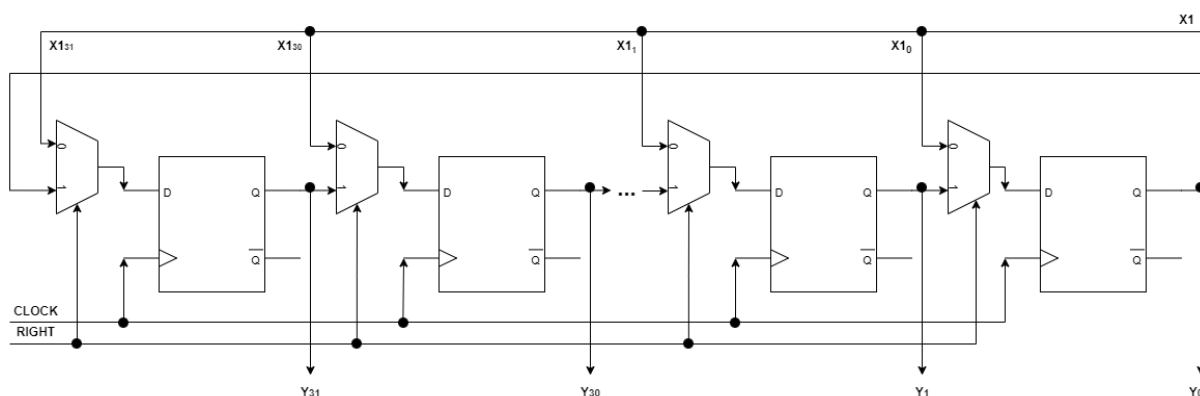 X1
X1₃₁ X1₃₀ X1₁ X1₀
0 0 0 0
1 1 ... 1 1
D Q D Q D Q D Q
Q̅ Q̅ Q̅ Q̅
CLOCK
RIGHT
Y₃₁ Y₃₀ Y₁ Y₀